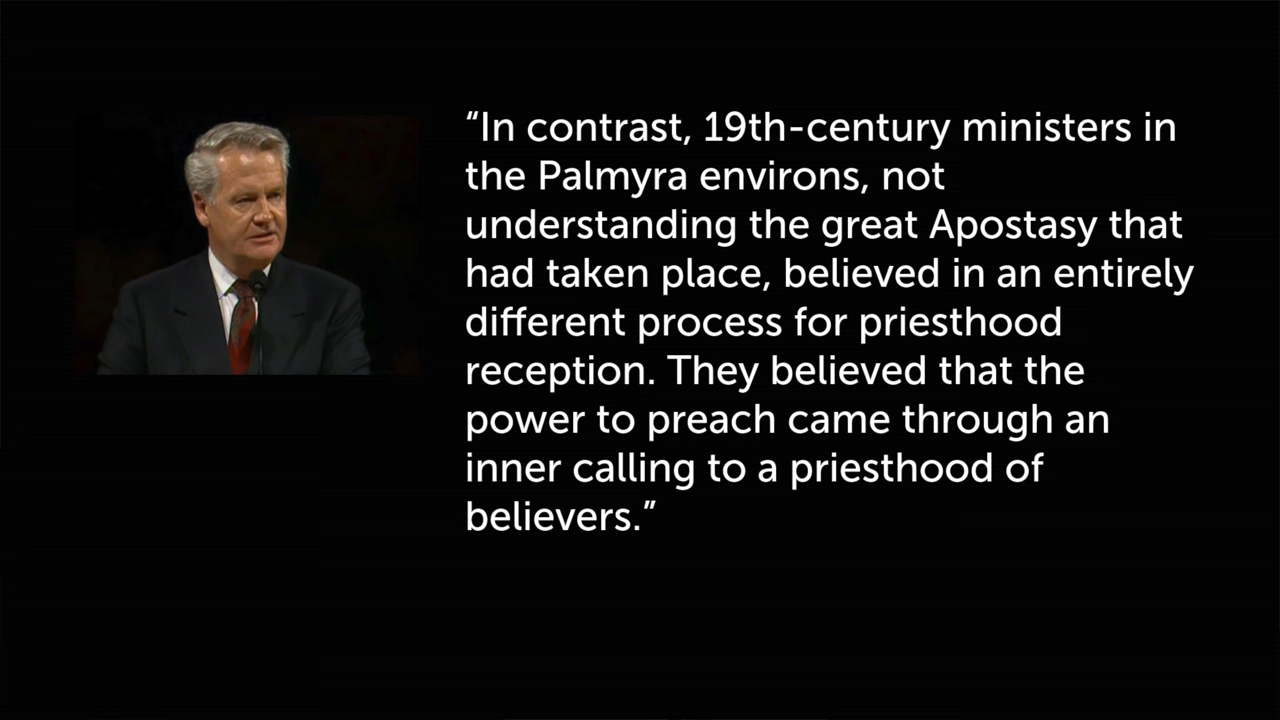 “In contrast, 19th-century ministers in
the Palmyra environs, not
understanding the great Apostasy that
had taken place, believed in an entirely
different process for priesthood
reception. They believed that the
power to preach came through an
inner calling to a priesthood of
believers.”